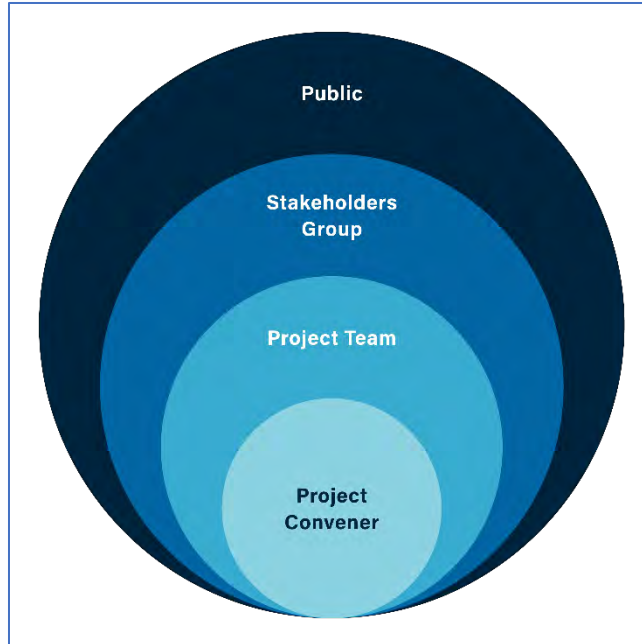 Public
Stakeholders
Group
Project Team
Project
Convener